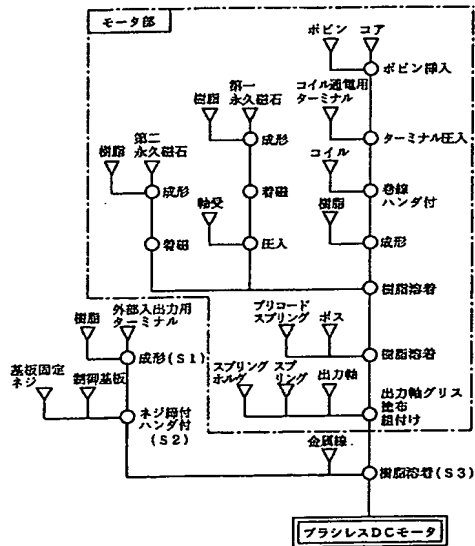 モータ部
ボビン
コア
ボビン挿入
コイル通電用
ターミナル
ターミナル圧入
コイル
巻線
ハンダ付
樹脂
成形
第一
永久磁石
樹脂
成形
着磁
軸受
圧入
第二
永久磁石
樹脂
成形
着磁
樹脂溶着
プリロード
スプリング
ボス
樹脂溶着
スプリング
ホルダ
スプ
リング
出力軸
出力軸グリス
塗布
組付け
外部入出力用
ターミナル
樹脂
成形(S1)
基板固定
ネジ
制御基板
ネジ締付
ハンダ付
(S2)
金属線
樹脂溶着(S3)
ブラシレスDCモータ